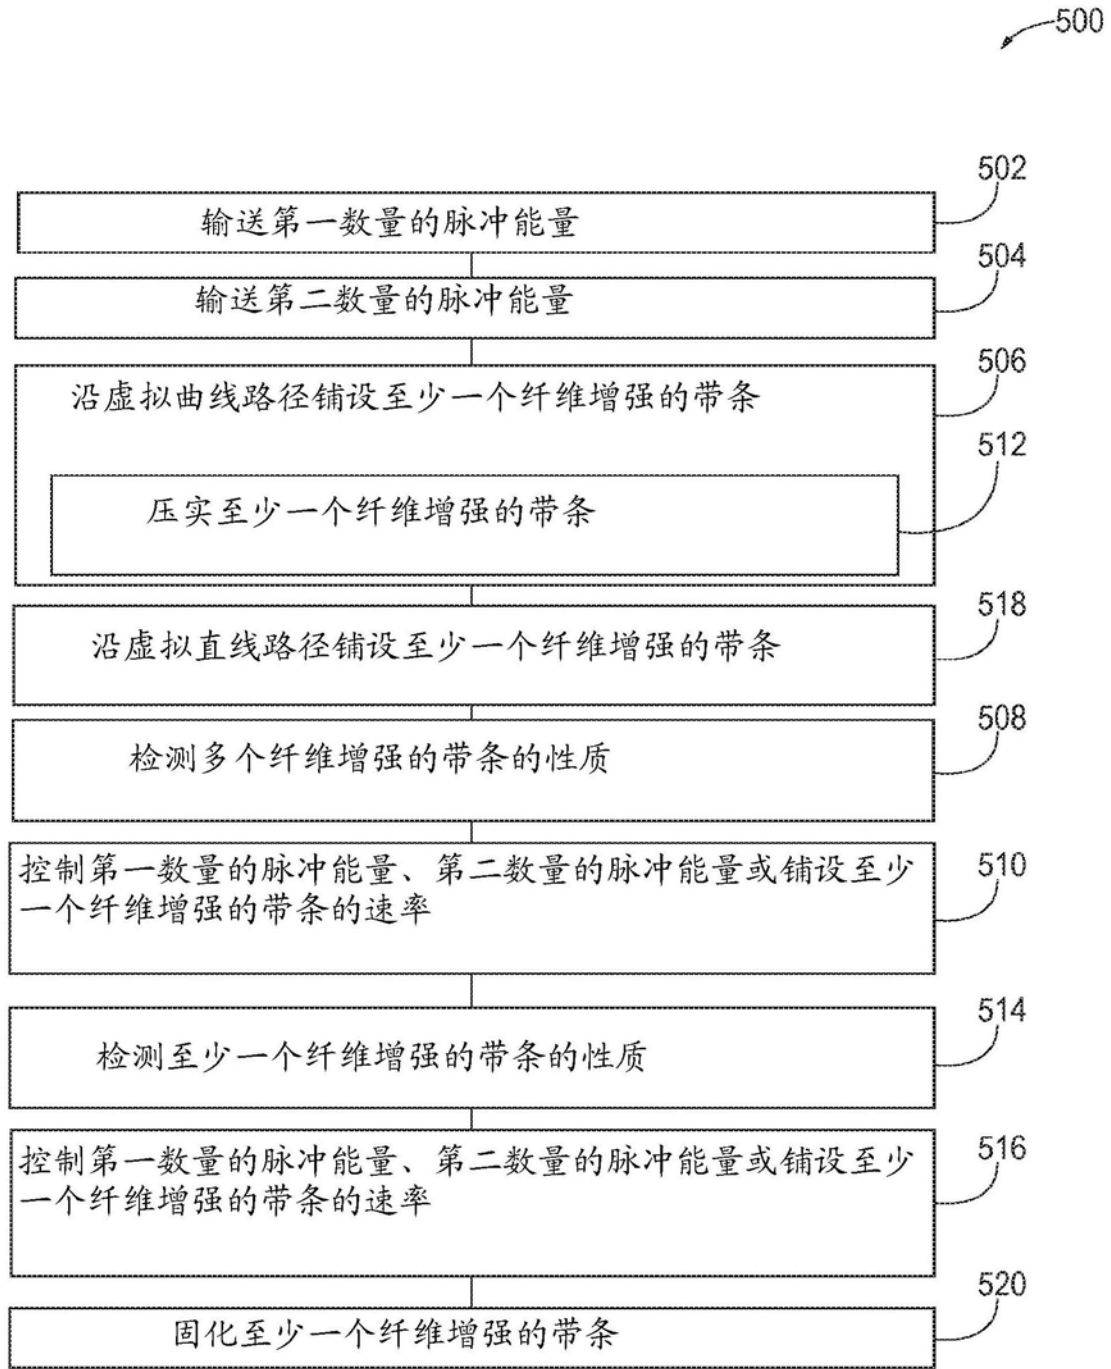 500
502
输送第一数量的脉冲能量
504
输送第二数量的脉冲能量
506
沿虚拟曲线路径铺设至少一个纤维增强的带条
512
压实至少一个纤维增强的带条
518
沿虚拟直线路径铺设至少一个纤维增强的带条
508
检测多个纤维增强的带条的性质
510
控制第一数量的脉冲能量、第二数量的脉冲能量或铺设至少
一个纤维增强的带条的速率
514
检测至少一个纤维增强的带条的性质
516
控制第一数量的脉冲能量、第二数量的脉冲能量或铺设至少
一个纤维增强的带条的速率
520
固化至少一个纤维增强的带条